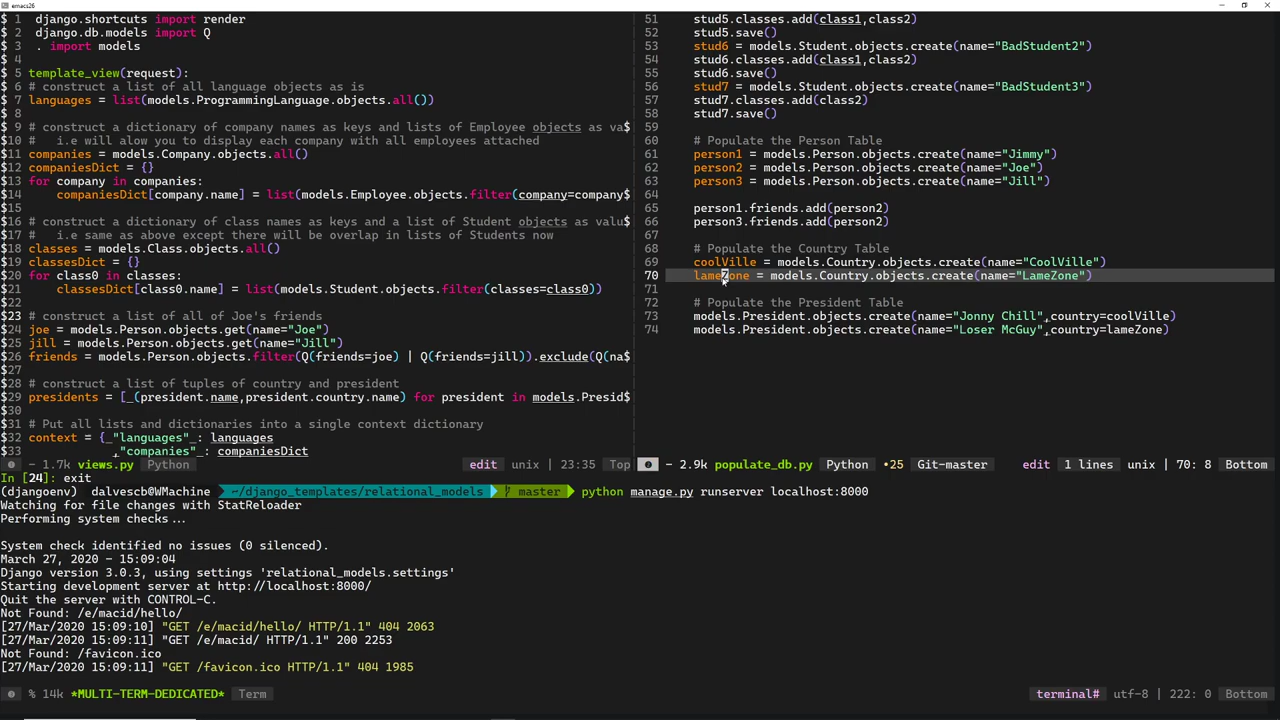 emacs26
$ 1  django.shortcuts import render
$ 2  django.db.models import Q
$ 3  . import models
$ 4
$ 5 template_view(request):
$ 6 # construct a list of all language objects as is
$ 7 languages = list(models.ProgrammingLanguage.objects.all())
$ 8
$ 9 # construct a dictionary of company names as keys and lists of Employee objects as va$
$10 # i.e will alow you to display each company with all employees attached
$11 companies = models.Company.objects.all()
$12 companiesDict = {}
$13 for company in companies:
$14     companiesDict[company.name] = list(models.Employee.objects.filter(company=company$
$15
$16 # construct a dictionary of class names as keys and a list of Student objects as valu$
$17 # i.e same as above except there will be overlap in lists of Students now
$18 classes = models.Class.objects.all()
$19 classesDict = {}
$20 for class0 in classes:
$21     classesDict[class0.name] = list(models.Student.objects.filter(classes=class0))
$22
$23 # construct a list of all of Joe's friends
$24 joe = models.Person.objects.get(name="Joe")
$25 jill = models.Person.objects.get(name="Jill")
$26 friends = models.Person.objects.filter(Q(friends=joe) | Q(friends=jill)).exclude(Q(na$
$27
$28 # construct a list of tuples of country and president
$29 presidents = [_(president.name,president.country.name) for president in models.Presid$
$30
$31 # Put all lists and dictionaries into a single context dictionary
$32 context = {_"languages"_: languages
$33            ,"companies"_: companiesDict
- 1.7k views.py Python edit unix | 23:35 Top
51 stud5.classes.add(class1,class2)
52 stud5.save()
53 stud6 = models.Student.objects.create(name="BadStudent2")
54 stud6.classes.add(class1,class2)
55 stud6.save()
56 stud7 = models.Student.objects.create(name="BadStudent3")
57 stud7.classes.add(class2)
58 stud7.save()
59
60 # Populate the Person Table
61 person1 = models.Person.objects.create(name="Jimmy")
62 person2 = models.Person.objects.create(name="Joe")
63 person3 = models.Person.objects.create(name="Jill")
64
65 person1.friends.add(person2)
66 person3.friends.add(person2)
67
68 # Populate the Country Table
69 coolVille = models.Country.objects.create(name="CoolVille")
70 lameZone = models.Country.objects.create(name="LameZone")
71
72 # Populate the President Table
73 models.President.objects.create(name="Jonny Chill",country=coolVille)
74 models.President.objects.create(name="Loser McGuy",country=lameZone)
- 2.9k populate_db.py Python •25 Git-master edit 1 lines unix | 70: 8 Bottom
In [24]: exit
(djangoenv) dalvescb@WMachine ~/django_templates/relational_models master python manage.py runserver localhost:8000
Watching for file changes with StatReloader
Performing system checks...

System check identified no issues (0 silenced).
March 27, 2020 - 15:09:04
Django version 3.0.3, using settings 'relational_models.settings'
Starting development server at http://localhost:8000/
Quit the server with CONTROL-C.
Not Found: /e/macid/hello/
[27/Mar/2020 15:09:10] "GET /e/macid/hello/ HTTP/1.1" 404 2063
[27/Mar/2020 15:09:11] "GET /e/macid/ HTTP/1.1" 200 2253
Not Found: /favicon.ico
[27/Mar/2020 15:09:11] "GET /favicon.ico HTTP/1.1" 404 1985
% 14k *MULTI-TERM-DEDICATED* Term terminal# utf-8 | 222: 0 Bottom